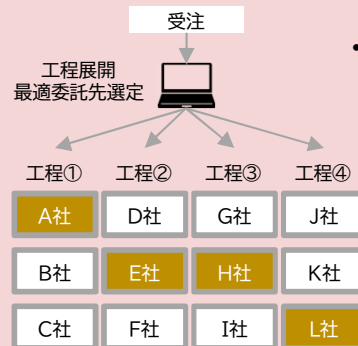 受注
•
工程展開
最適委託先選定
工程① 工程② 工程③ 工程④
A社 D社 G社 J社
B社 E社 H社 K社
C社 F社 I社 L社